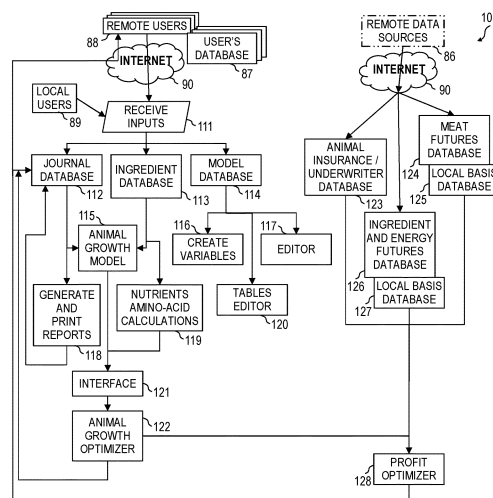 10
REMOTE USERS
88
USER'S
DATABASE
87
INTERNET
90
LOCAL
USERS
89
RECEIVE
INPUTS
111
JOURNAL
DATABASE
112
INGREDIENT
DATABASE
113
MODEL
DATABASE
114
115
ANIMAL
GROWTH
MODEL
116
CREATE
VARIABLES
117
EDITOR
GENERATE
AND
PRINT
REPORTS
118
NUTRIENTS
AMINO-ACID
CALCULATIONS
119
TABLES
EDITOR
120
INTERFACE
121
ANIMAL
GROWTH
OPTIMIZER
122
REMOTE DATA
SOURCES
86
INTERNET
90
ANIMAL
INSURANCE /
UNDERWRITER
DATABASE
123
MEAT
FUTURES
DATABASE
124
LOCAL BASIS
DATABASE
125
INGREDIENT
AND ENERGY
FUTURES
DATABASE
126
LOCAL BASIS
DATABASE
127
PROFIT
OPTIMIZER
128